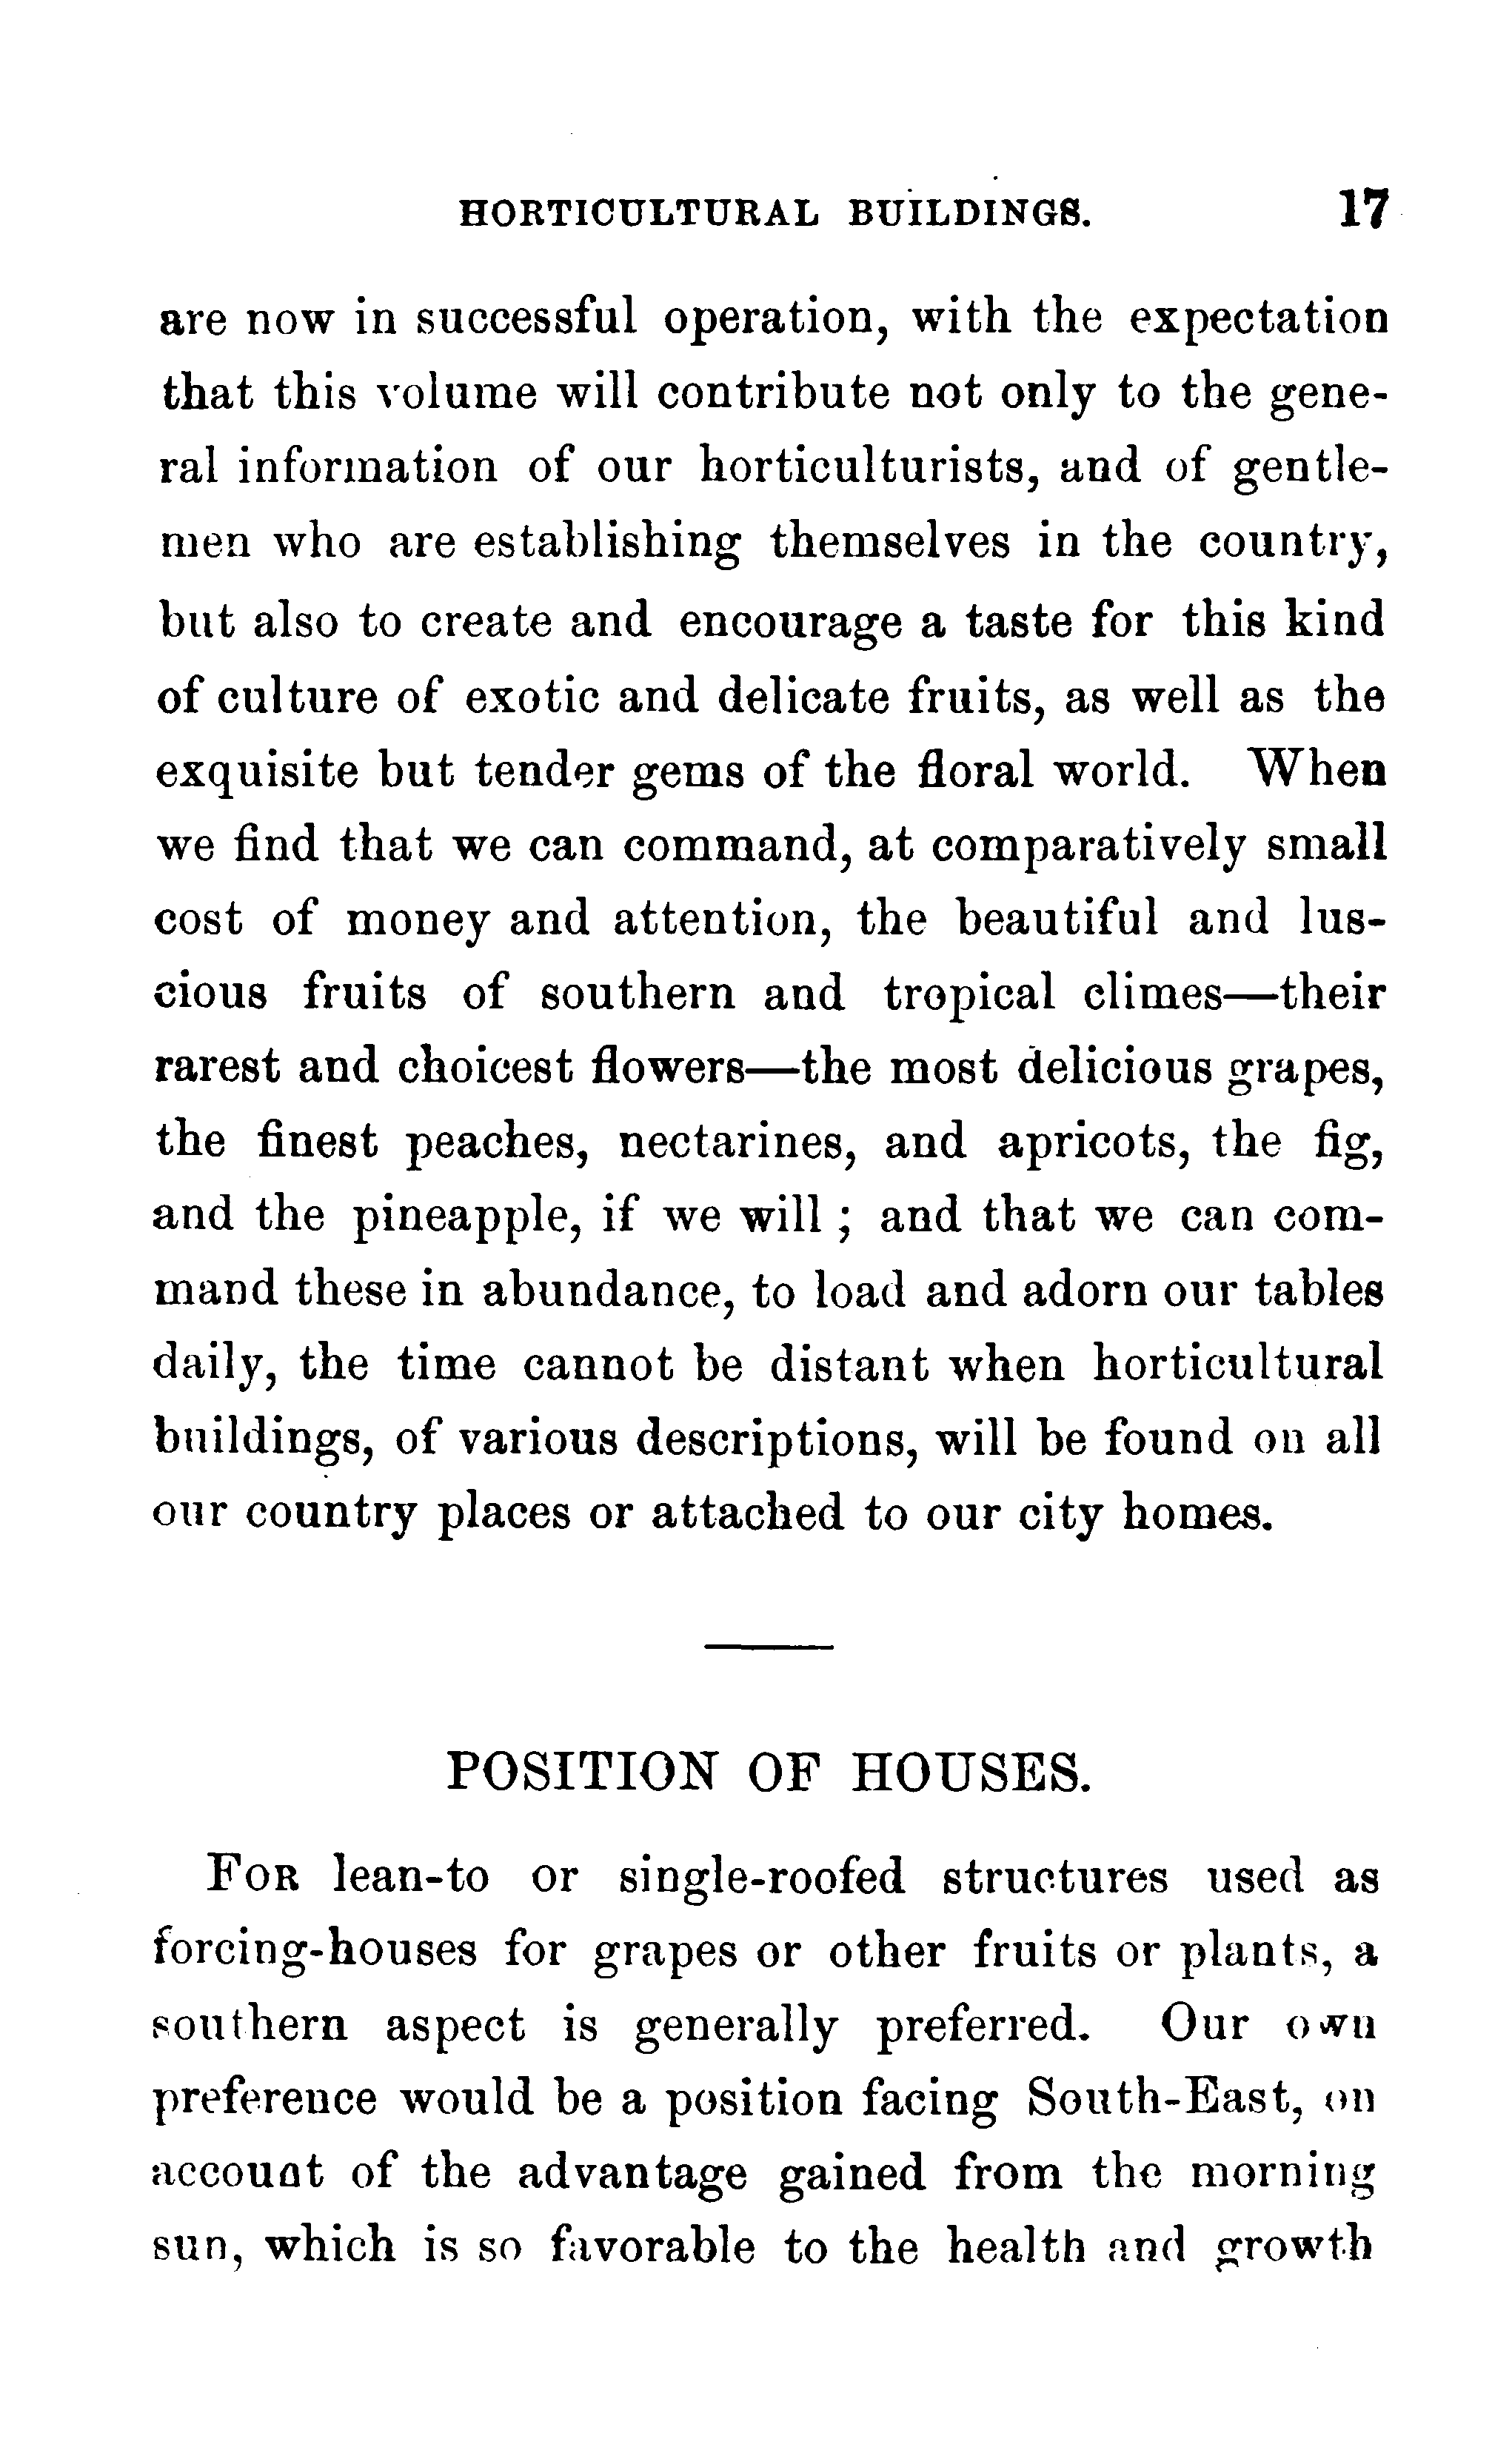 HORTICULTURAL BUILDINGS. 17
are now in successful operation, with the expectation
that this volume will contribute not only to the gene-
ral information of our horticulturists, and of gentle-
men who are establishing themselves in the country,
but also to create and encourage a taste for this kind
of culture of exotic and delicate fruits, as well as the
exquisite but tender gems of the floral world. When
we find that we can command, at comparatively small
cost of money and attention, the beautiful and lus-
cious fruits of southern and tropical climes—their
rarest and choicest flowers—the most delicious grapes,
the finest peaches, nectarines, and apricots, the fig,
and the pineapple, if we will ; and that we can com-
mand these in abundance, to load and adorn our tables
daily, the time cannot be distant when horticultural
buildings, of various descriptions, will be found on all
our country places or attached to our city homes.
POSITION OF HOUSES.
FOR lean-to or single-roofed structures used as
forcing-houses for grapes or other fruits or plants, a
southern aspect is generally preferred. Our own
preference would be a position facing South-East, on
account of the advantage gained from the morning
sun, which is so favorable to the health and growth